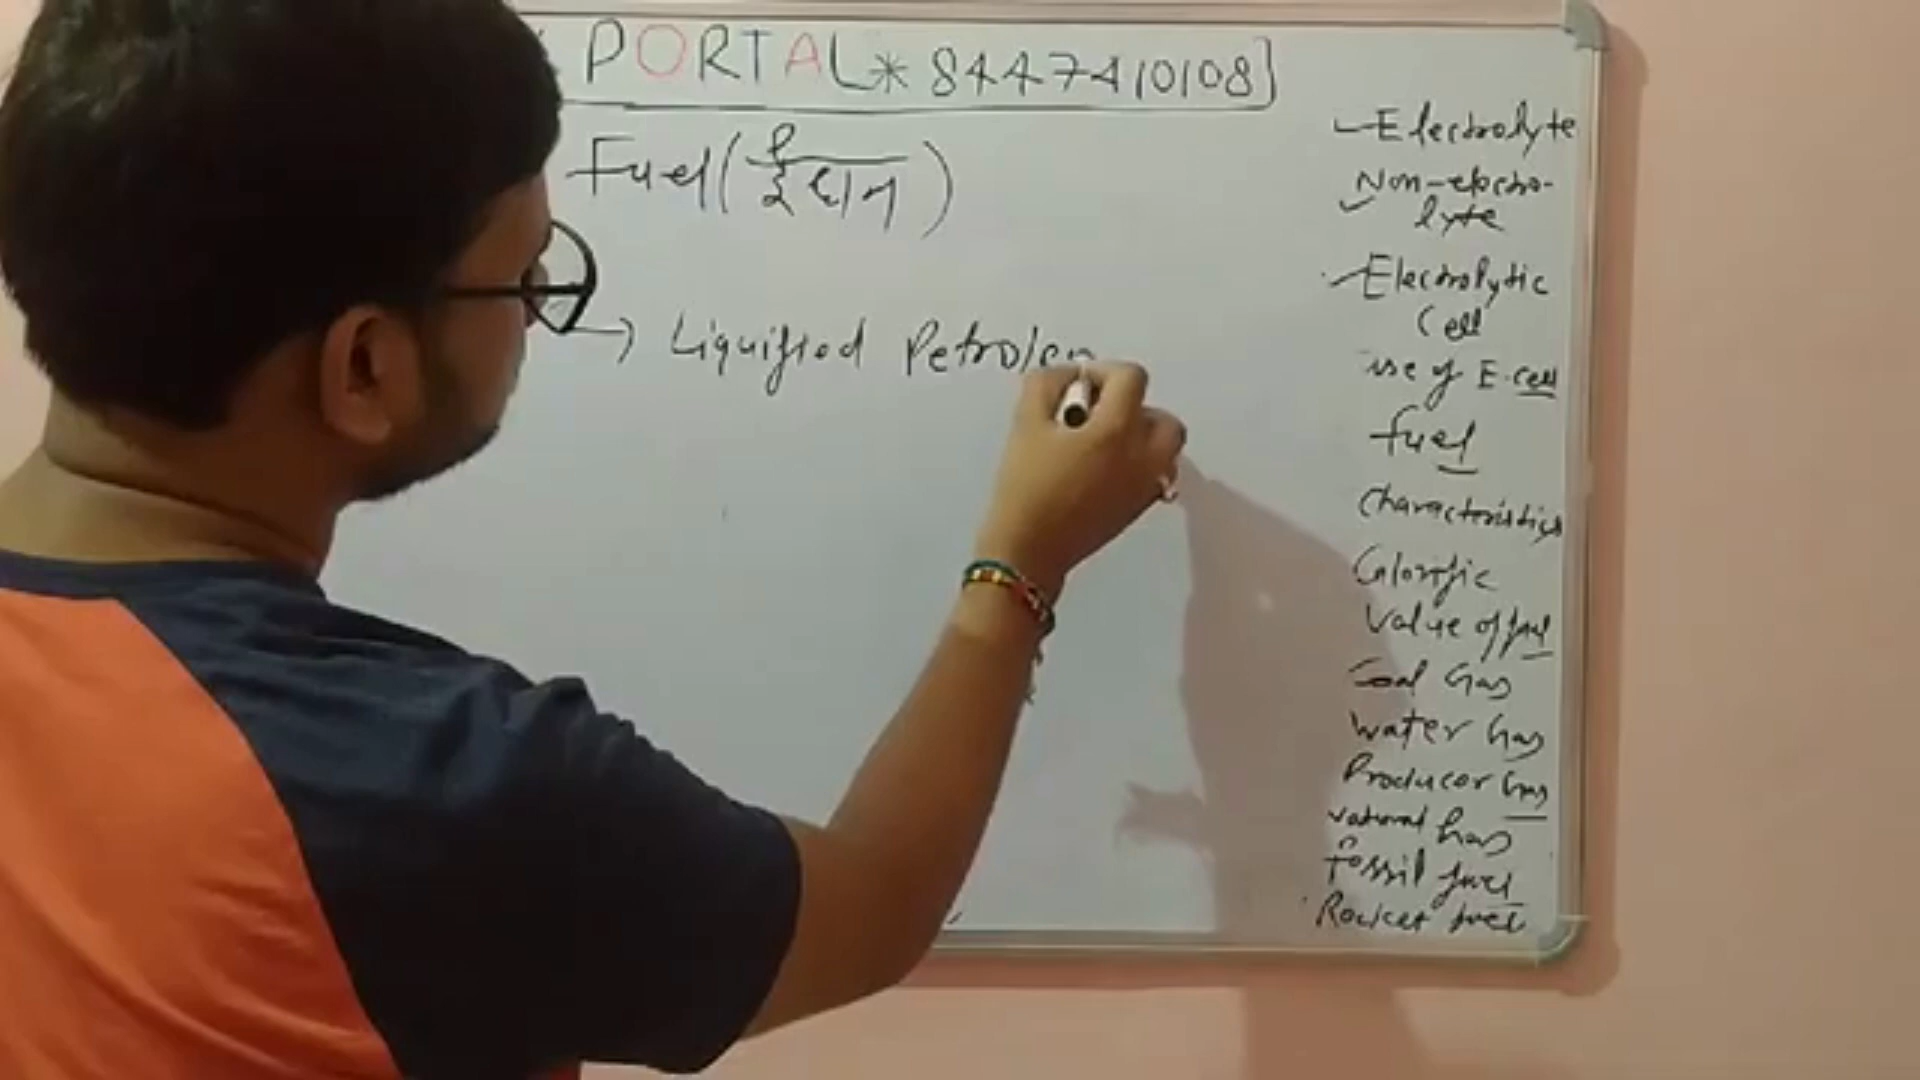 PORTAL * 8447410108]
Fuel (ईंधन)
→ Liquified Petroleu
Electrolyte
Non-electro-
lyte
Electrolytic
Cell
use of E. cell
fuel
Characteristics
Calorific
Value of fuel
Coal Gas
Water Gas
Producer Gas
Natural Gas
Fossil fuel
Rocket fuel